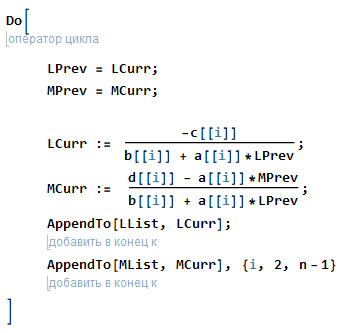 Do[
оператор цикла
LPrev = LCurr;
MPrev = MCurr;
LCurr := -c[[i]] / b[[i]] + a[[i]]*LPrev ;
MCurr := d[[i]] - a[[i]]*MPrev / b[[i]] + a[[i]]*LPrev ;
AppendTo[LList, LCurr];
добавить в конец к
AppendTo[MList, MCurr], {i, 2, n - 1}
добавить в конец к
]